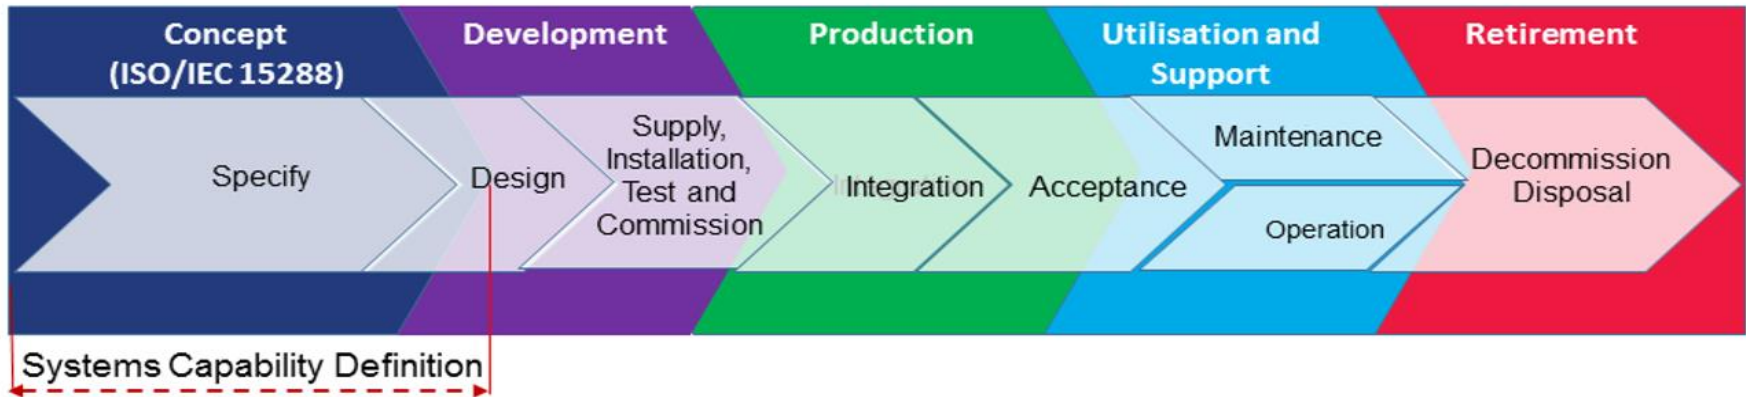 Concept
(ISO/IEC 15288)
Development
Production
Utilisation and
Support
Retirement
Specify
Design
Supply,
Installation,
Test and
Commission
Integration
Acceptance
Maintenance
Operation
Decommission
Disposal
Systems Capability Definition